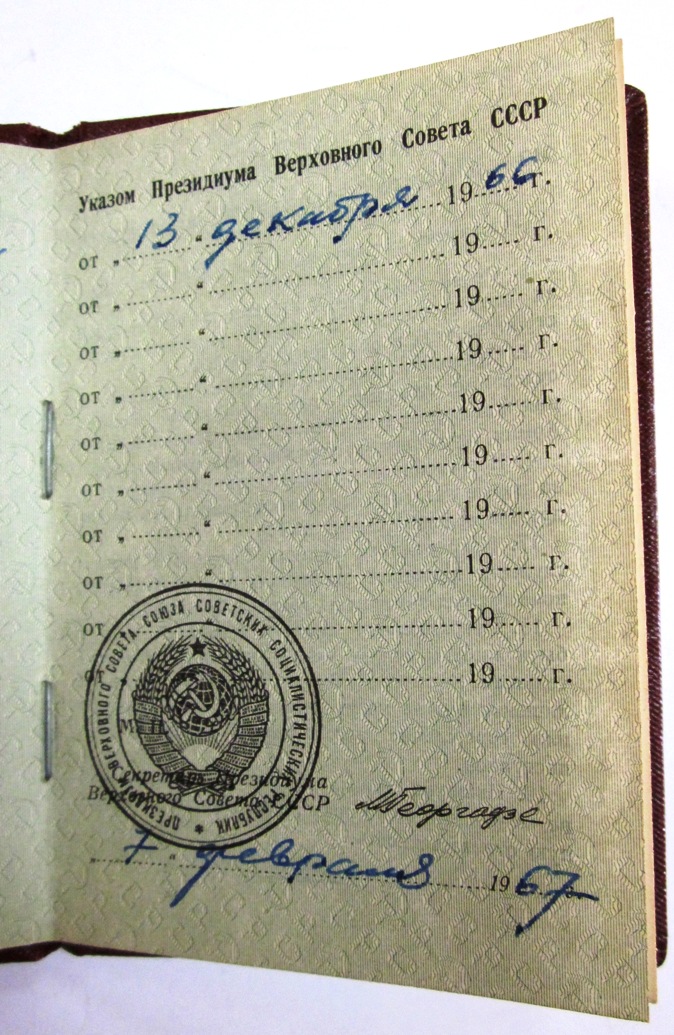 Указом Президиума Верховного Совета СССР
от „ 13 “ декабря 1966 г.
от „ “ 19 г.
от „ “ 19 г.
от „ “ 19 г.
от „ “ 19 г.
от „ “ 19 г.
от „ “ 19 г.
от „ “ 19 г.
от „ “ 19 г.
от „ 19 г.
ПРЕЗИДИУМ ВЕРХОВНОГО СОВЕТА СОЮЗА СОВЕТСКИХ СОЦИАЛИСТИЧЕСКИХ РЕСПУБЛИК
М. П.
Секретарь Президиума
Верховного Совета СССР МГеоргадзе
„ 7 “ февраля 1967